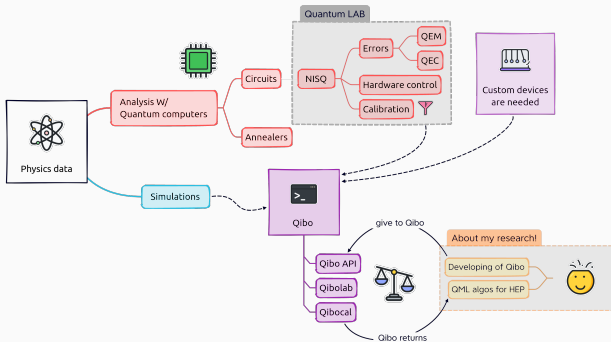 Quantum LAB
QEM
Errors
QEC
NISQ
Hardware control
Calibration
Custom devices
are needed
Circuits
Analysis W/
Quantum computers
Annealers
Physics data
Simulations
>_
Qibo
give to Qibo
About my research!
Qibo API
Developing of Qibo
Qibolab
QML algos for HEP
Qibocal
Qibo returns